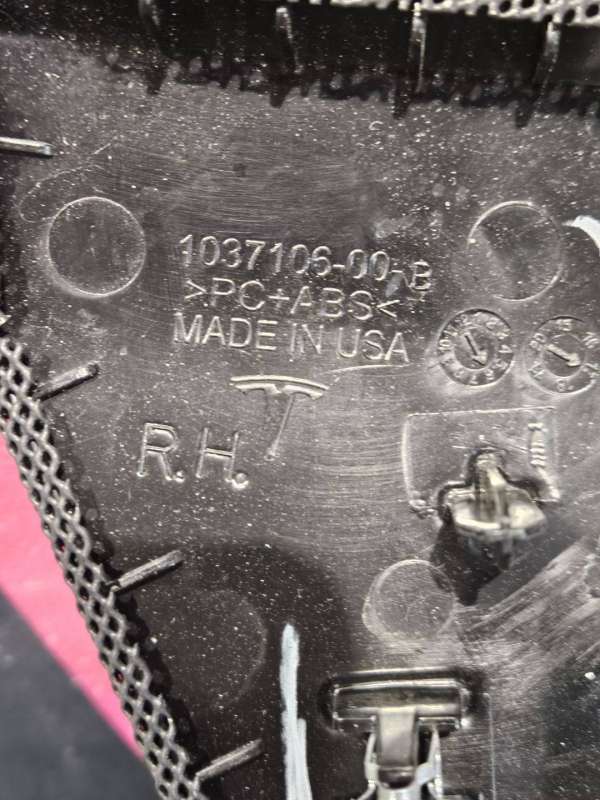 1037106-00-B
>PC+ABS<
MADE IN USA
R.H.